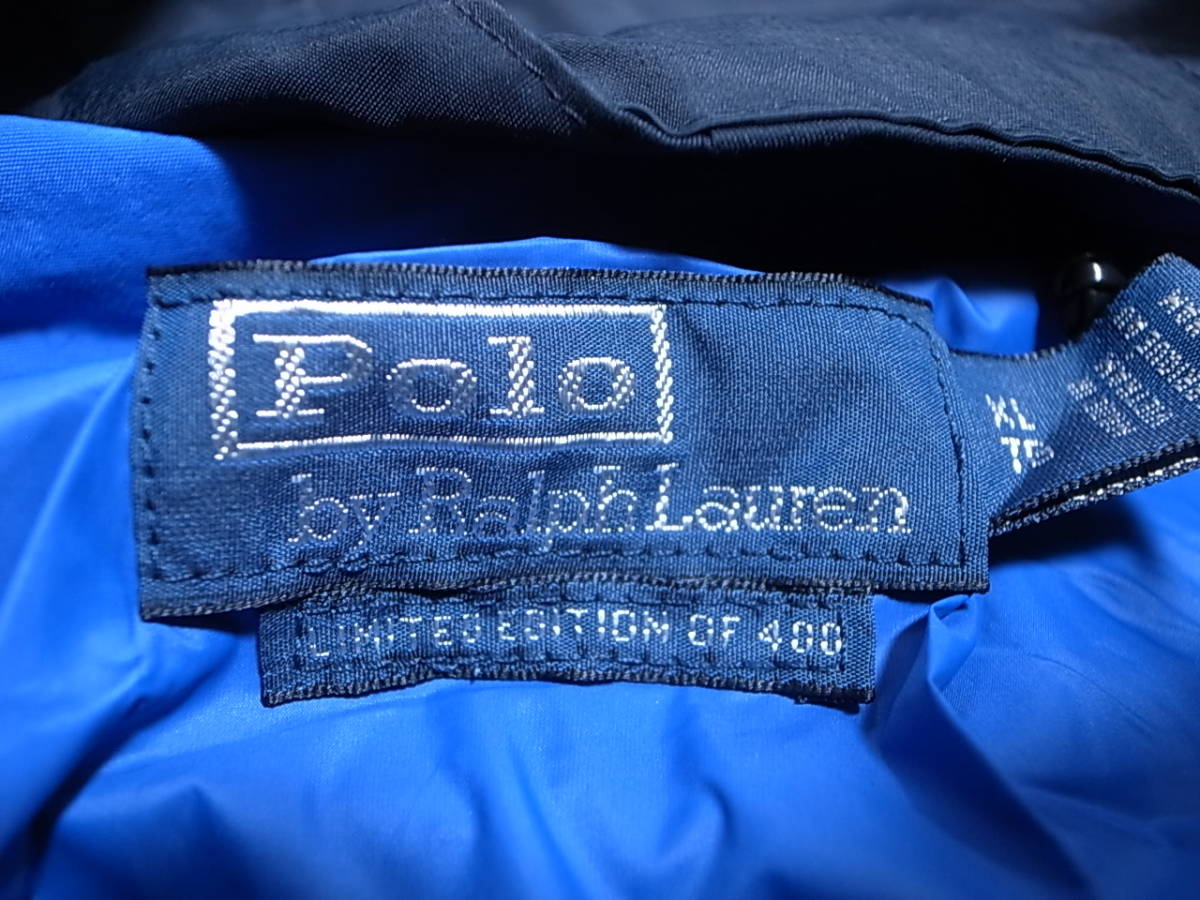 Polo
by Ralph Lauren
LIMITED EDITION OF 400
XL